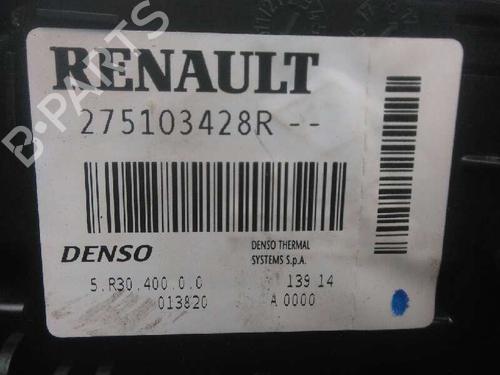 RENAULT
275103428R --
DENSO
DENSO THERMAL
SYSTEMS S.p.A.
5.R30.400.0.0
139 14
013820
A 0000
B-PARTS